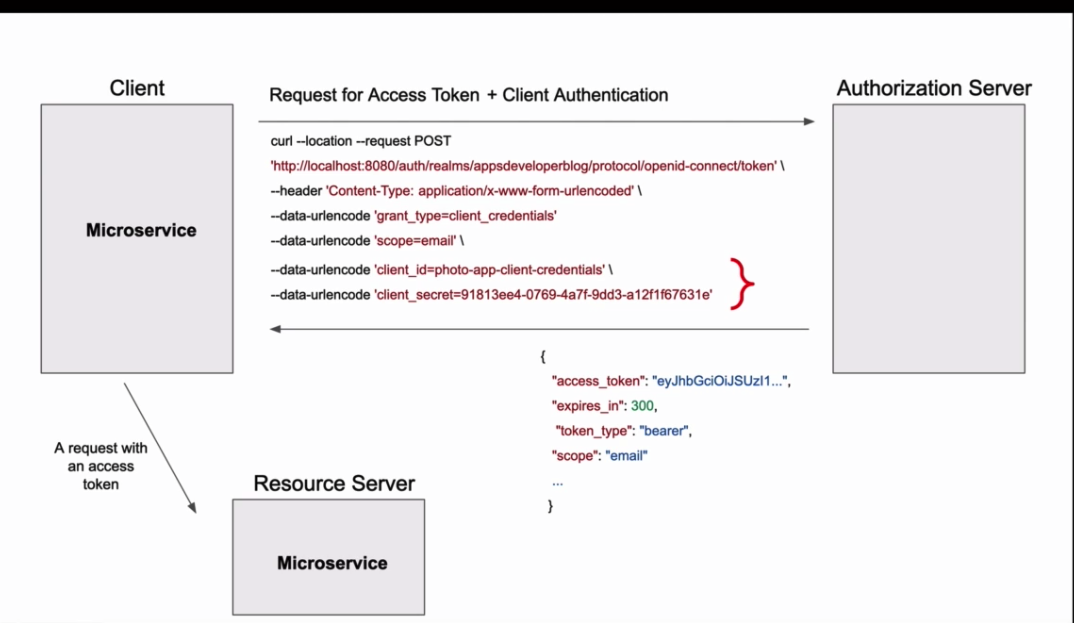 Client
Request for Access Token + Client Authentication
Authorization Server
curl --location --request POST
'http://localhost:8080/auth/realms/appsdeveloperblog/protocol/openid-connect/token' \
--header 'Content-Type: application/x-www-form-urlencoded' \
--data-urlencode 'grant_type=client_credentials'
--data-urlencode 'scope=email' \
--data-urlencode 'client_id=photo-app-client-credentials' \
--data-urlencode 'client_secret=91813ee4-0769-4a7f-9dd3-a12f1f67631e'
Microservice
{
"access_token": "eyJhbGciOiJSUzI1...",
"expires_in": 300,
"token_type": "bearer",
"scope": "email"
...
}
A request with
an access
token
Resource Server
Microservice